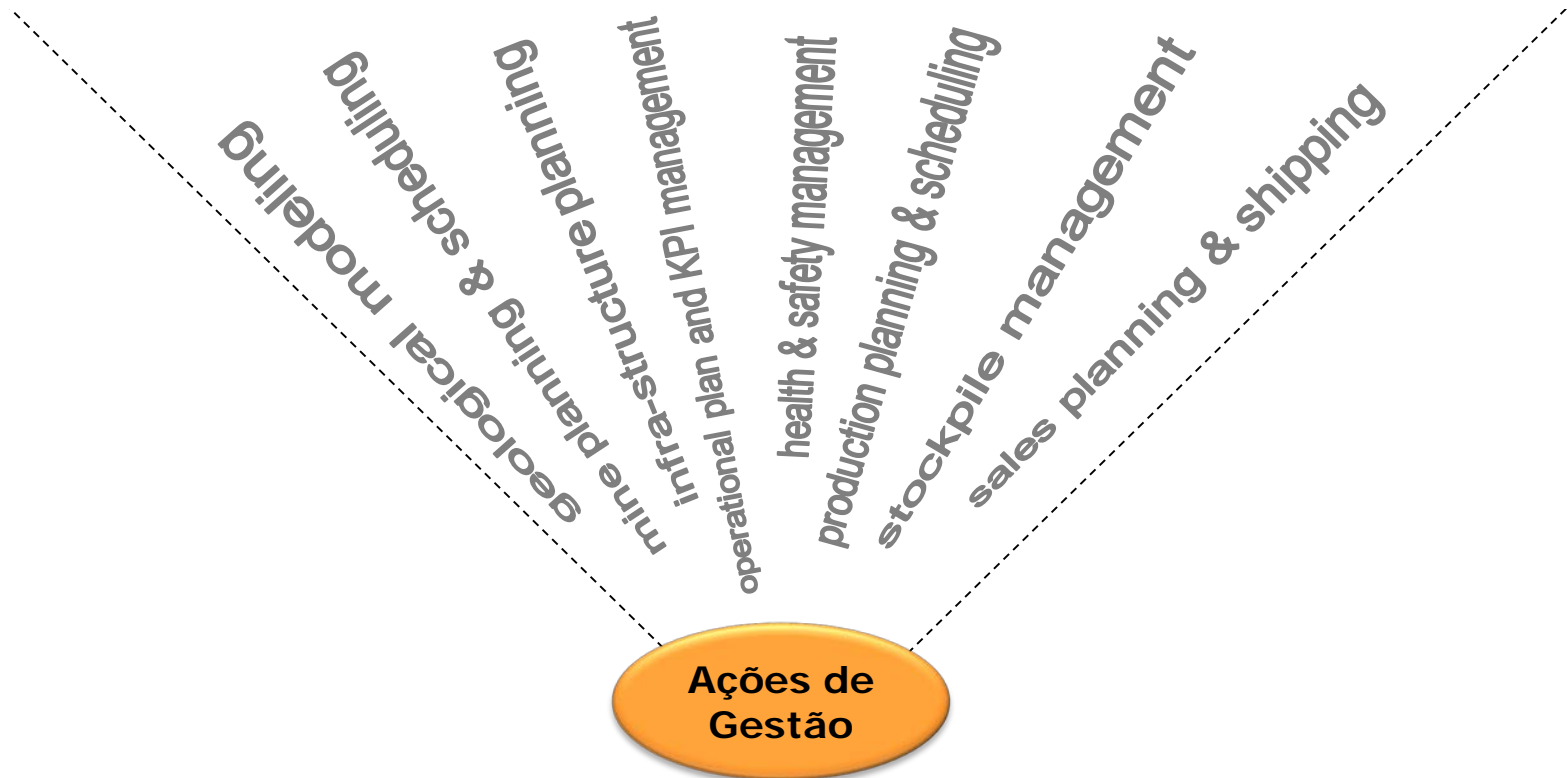 geological modeling
mine planning & scheduling
infra-structure planning
operational plan and KPI management
health & safety management
production planning & scheduling
stockpile management
sales planning & shipping
Ações de
Gestão